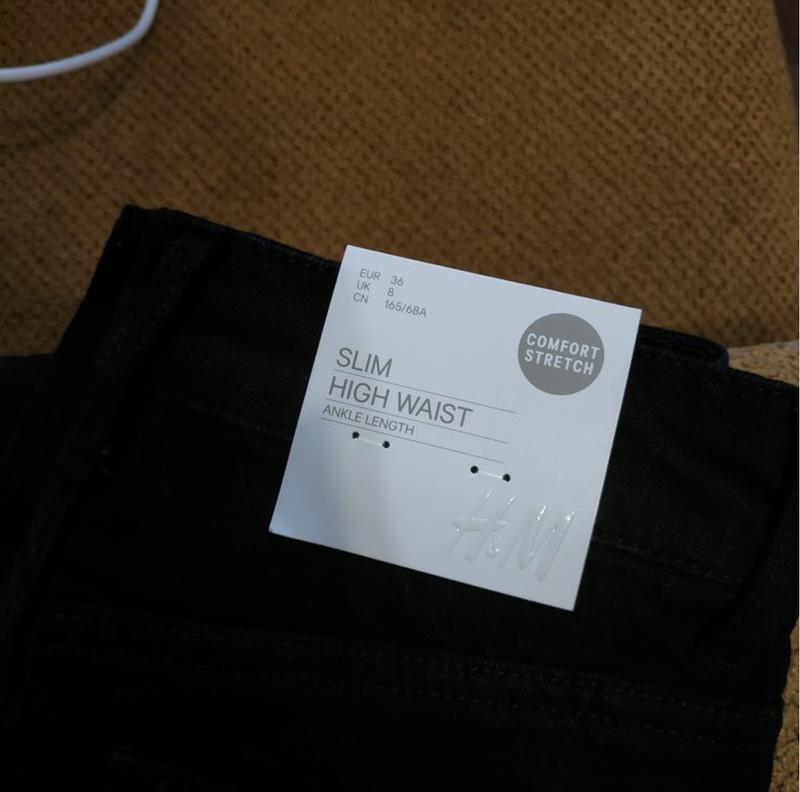 EUR 36
UK 8
CN 165/68A
COMFORT
STRETCH
SLIM
HIGH WAIST
ANKLE LENGTH
H&M